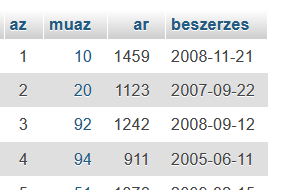 az muaz ar beszerzes
1 10 1459 2008-11-21
2 20 1123 2007-09-22
3 92 1242 2008-09-12
4 94 911 2005-06-11